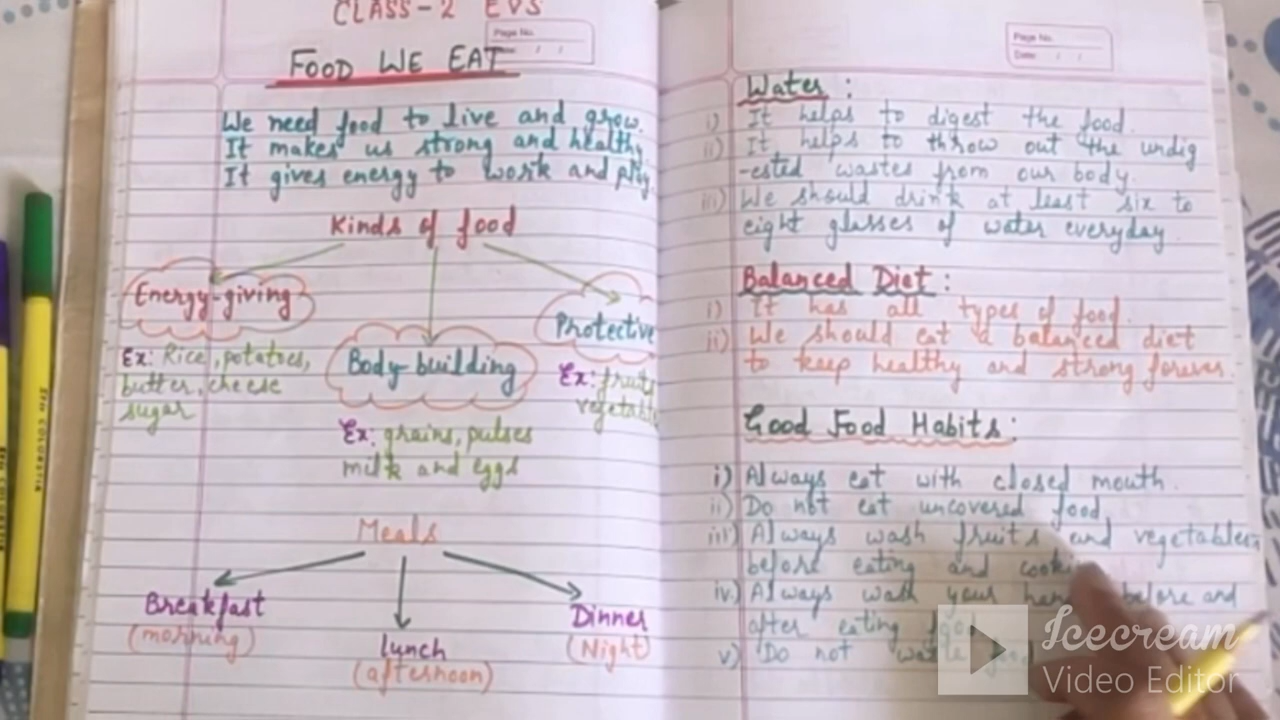 CLASS-2 EVS
Page No.
Date: / /
FOOD WE EAT
We need food to live and grow.
It makes us strong and healthy
It gives energy to work and play.
Kinds of food
Energy-giving
Ex: Rice, potatoes,
butter, cheese
sugar
Body-building
Ex: grains, pulses
milk and eggs
Protective
Ex: fruits
vegetable
Meals
Breakfast
(morning)
Lunch
(afternoon)
Dinner
(Night)
Page No.
Date: / /
Water:
i) It helps to digest the food.
ii) It helps to throw out the undig
-ested wastes from our body.
iii) We should drink at least six to
eight glasses of water everyday.
Balanced Diet:
i) It has all types of food.
ii) We should eat a balanced diet
to keep healthy and strong forever.
Good Food Habits:
i) Always eat with closed mouth.
ii) Do not eat uncovered food
iii) Always wash fruits and vegetables
before eating and
iv) Always wash your before and
after eating
v) Do not waste food
Icecream
Video Editor